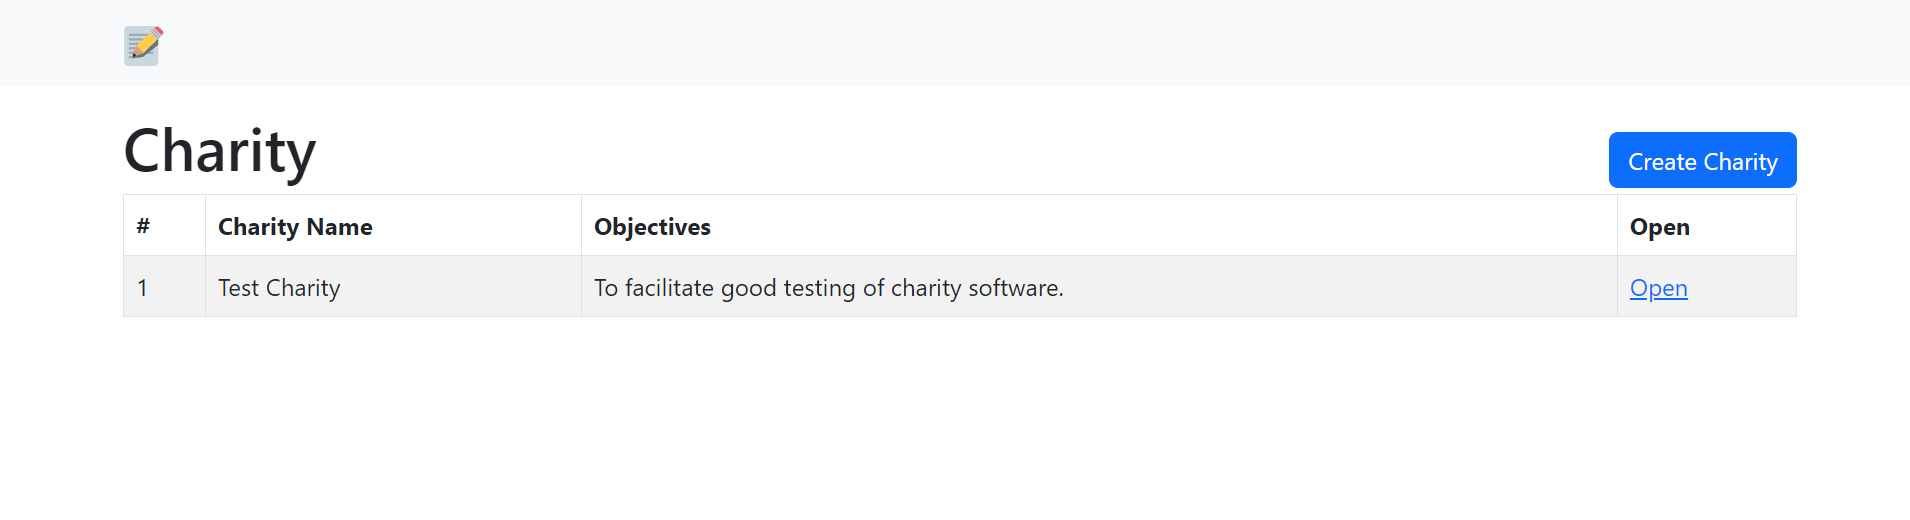 Charity
Create Charity
# Charity Name Objectives Open
1 Test Charity To facilitate good testing of charity software. Open